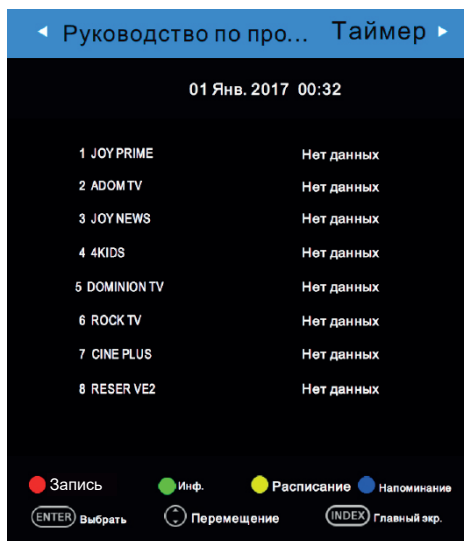 Руководство по про... Таймер
01 Янв. 2017 00:32
1 JOY PRIME Нет данных
2 ADOM TV Нет данных
3 JOY NEWS Нет данных
4 4KIDS Нет данных
5 DOMINION TV Нет данных
6 ROCK TV Нет данных
7 CINE PLUS Нет данных
8 RESER VE2 Нет данных
Запись Инф. Расписание Напоминание
ENTER Выбрать Перемещение INDEX Главный экр.